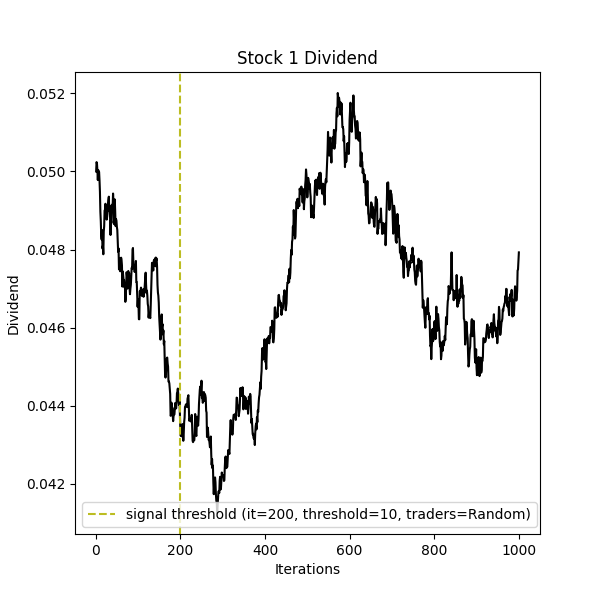 Stock 1 Dividend
Dividend
0.052
0.050
0.048
0.046
0.044
0.042
signal threshold (it=200, threshold=10, traders=Random)
0 200 400 600 800 1000
Iterations